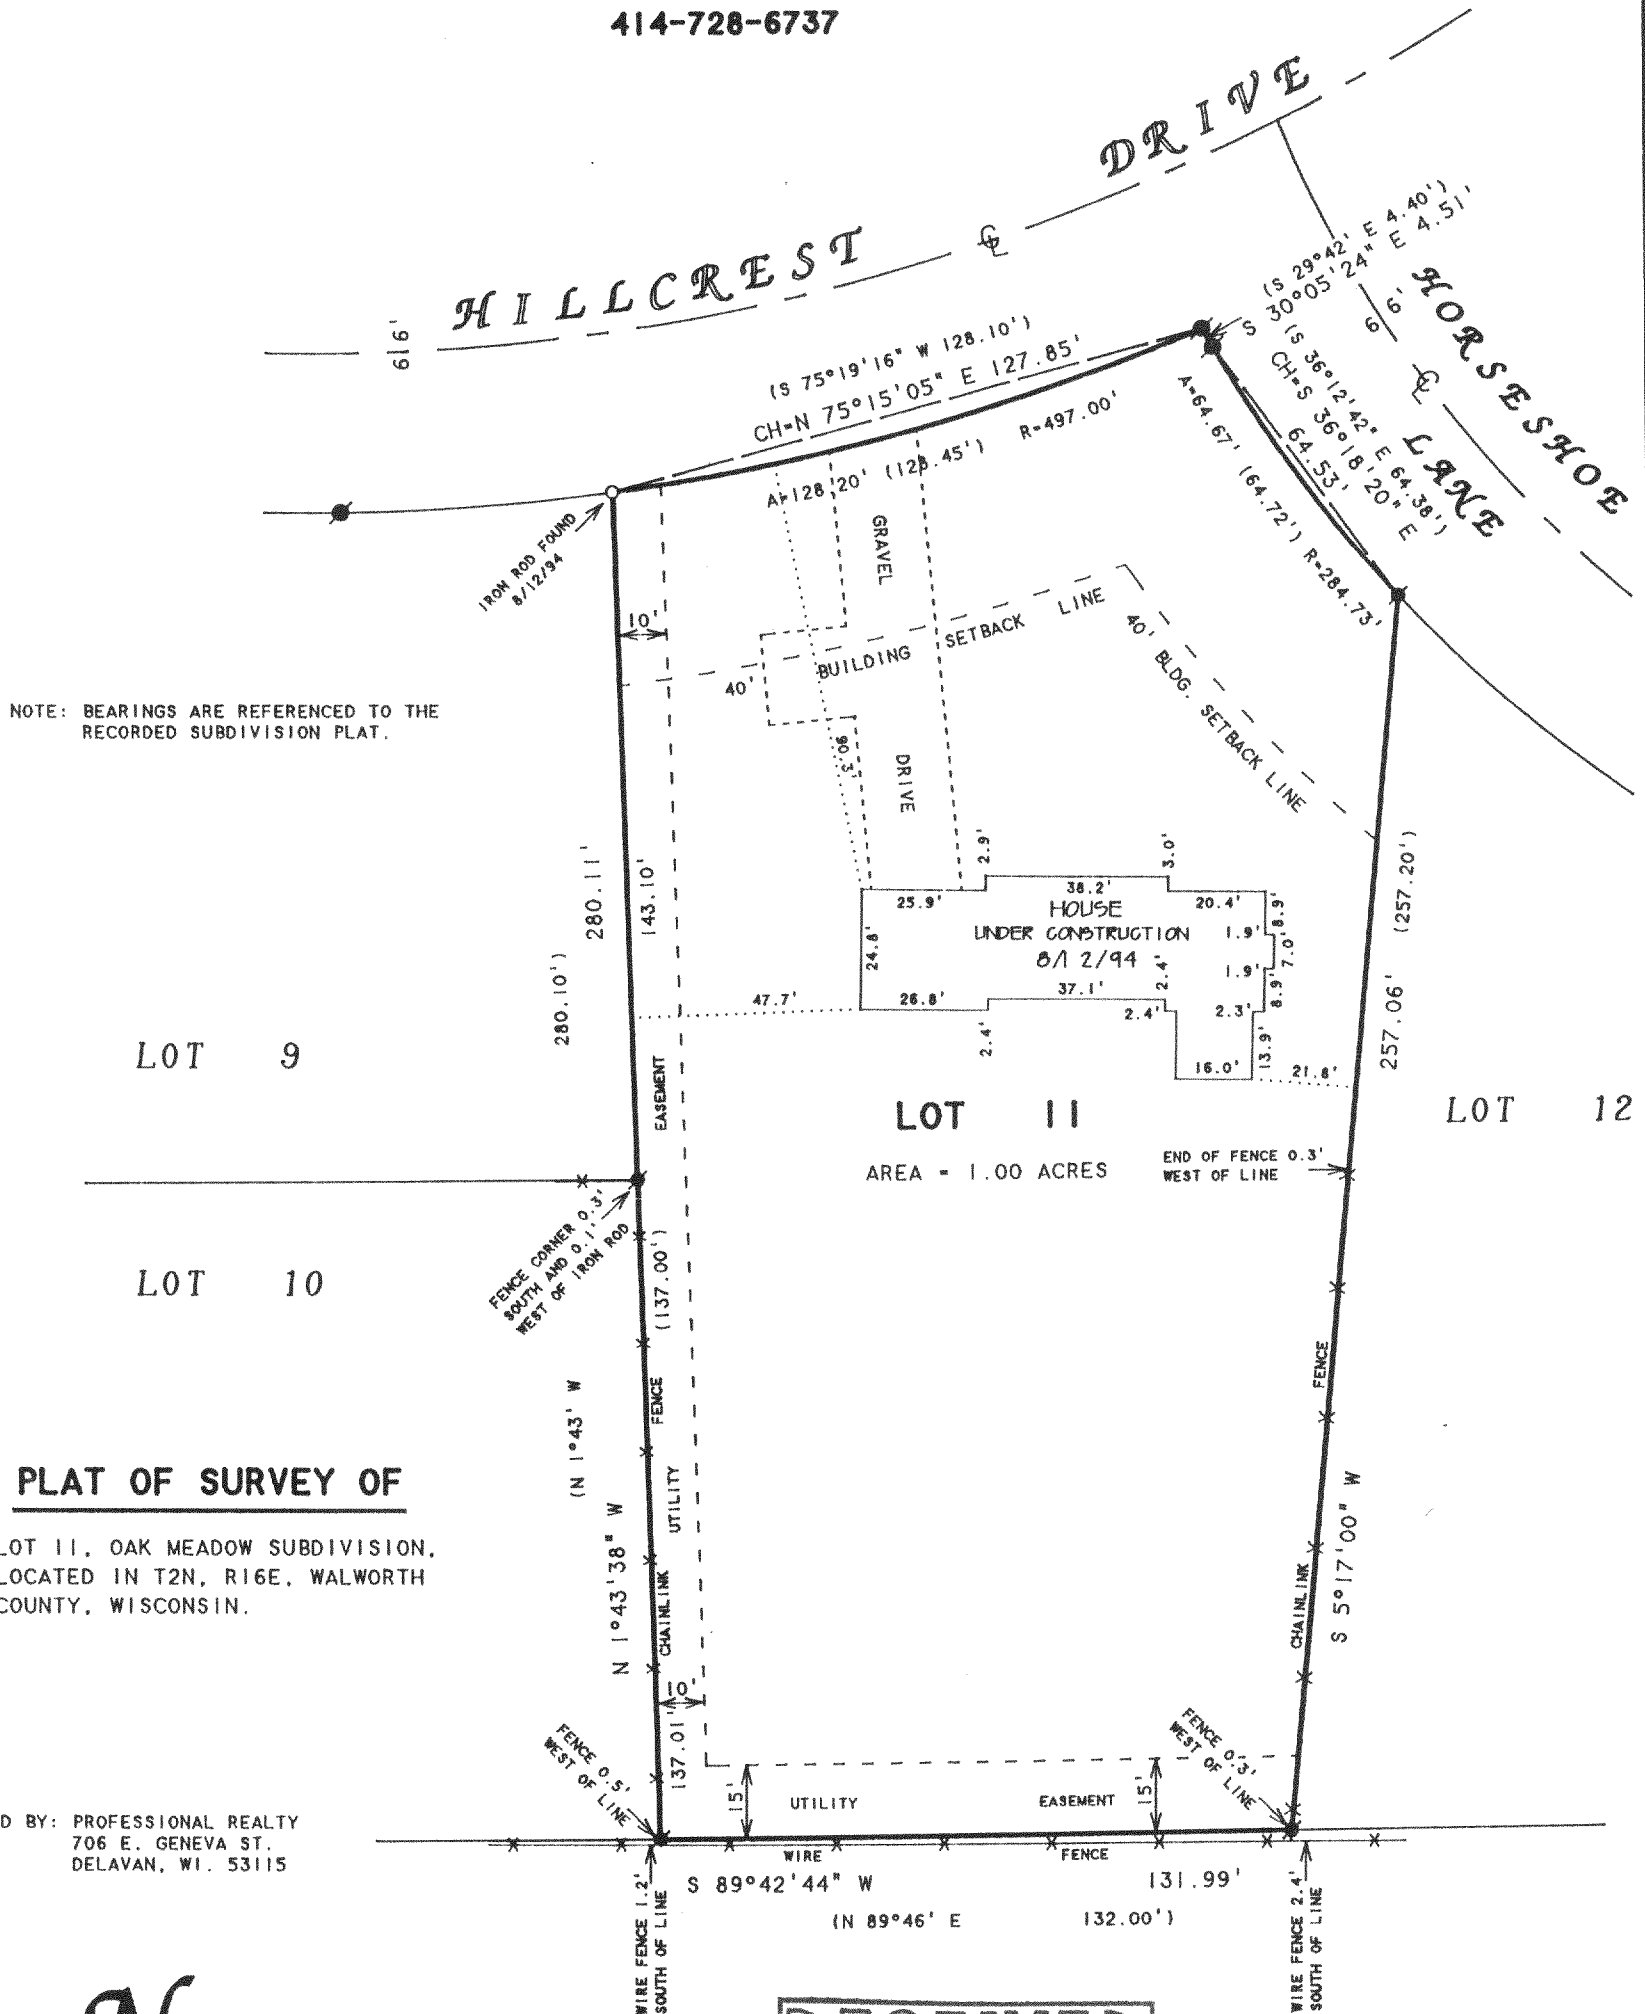 414-728-6737
HILLCREST DRIVE
℄
66'
HORSESHOE
LANE
66'
℄
(S 29°42' E 4.40')
S 30°05'24" E 4.51'
(S 36°12'42" E 64.38')
CH=S 36°18'20" E
64.53'
A=64.67' (64.72') R=284.73'
(S 75°19'16" W 128.10')
CH=N 75°15'05" E 127.85'
A=128.20' (128.45') R=497.00'
IRON ROD FOUND
8/12/94
10'
GRAVEL
DRIVE
40' BUILDING SETBACK LINE
40' BLDG. SETBACK LINE
90.3'
NOTE: BEARINGS ARE REFERENCED TO THE
RECORDED SUBDIVISION PLAT.
280.11'
143.10'
(280.10')
(257.20')
257.06'
2.9'
3.0'
38.2'
25.9'
20.4'
8.9'
HOUSE
UNDER CONSTRUCTION
8/12/94
1.9'
7.0'
24.8'
2.4'
1.9'
8.9'
47.7'
26.8'
37.1'
2.4'
2.3'
2.4'
13.9'
16.0'
21.8'
LOT 9
EASEMENT
LOT 11
AREA = 1.00 ACRES
LOT 12
END OF FENCE 0.3'
WEST OF LINE
FENCE CORNER 0.3'
SOUTH AND 0.1'
WEST OF IRON ROD
LOT 10
(137.00')
(N 1°43' W
N 1°43'38" W
FENCE
UTILITY
CHAINLINK
FENCE
CHAINLINK
S 5°17'00" W
PLAT OF SURVEY OF
LOT 11, OAK MEADOW SUBDIVISION,
LOCATED IN T2N, R16E, WALWORTH
COUNTY, WISCONSIN.
10'
137.01'
FENCE 0.5'
WEST OF LINE
FENCE 0.3'
WEST OF LINE
15'
UTILITY EASEMENT
15'
D BY: PROFESSIONAL REALTY
706 E. GENEVA ST.
DELAVAN, WI. 53115
WIRE FENCE
S 89°42'44" W 131.99'
(N 89°46' E 132.00')
WIRE FENCE 1.2'
SOUTH OF LINE
WIRE FENCE 2.4'
SOUTH OF LINE
N